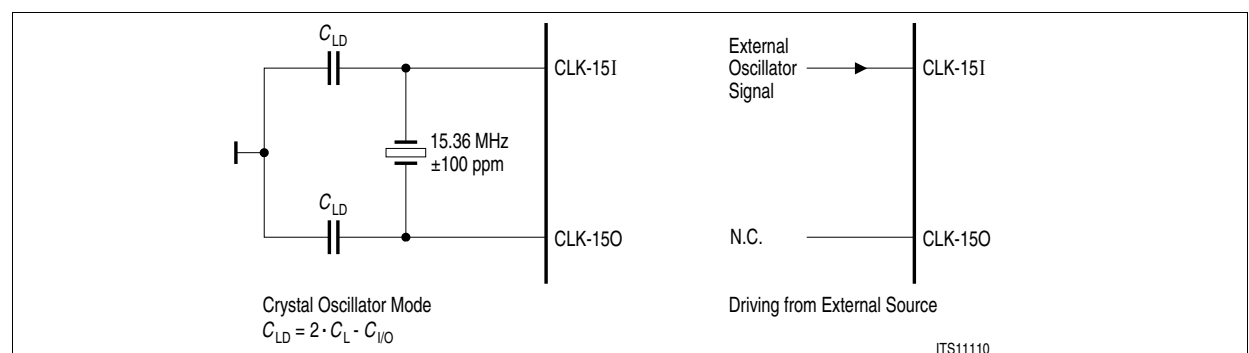 C_LD
CLK-15I
15.36 MHz
±100 ppm
C_LD
CLK-15O
Crystal Oscillator Mode
C_LD = 2 · C_L - C_I/O
External
Oscillator
Signal
CLK-15I
N.C.
CLK-15O
Driving from External Source
ITS11110